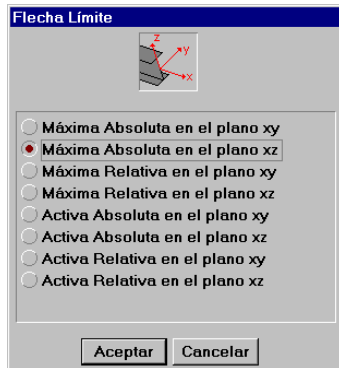 Flecha Límite
z
y
x
Máxima Absoluta en el plano xy
Máxima Absoluta en el plano xz
Máxima Relativa en el plano xy
Máxima Relativa en el plano xz
Activa Absoluta en el plano xy
Activa Absoluta en el plano xz
Activa Relativa en el plano xy
Activa Relativa en el plano xz
Aceptar Cancelar